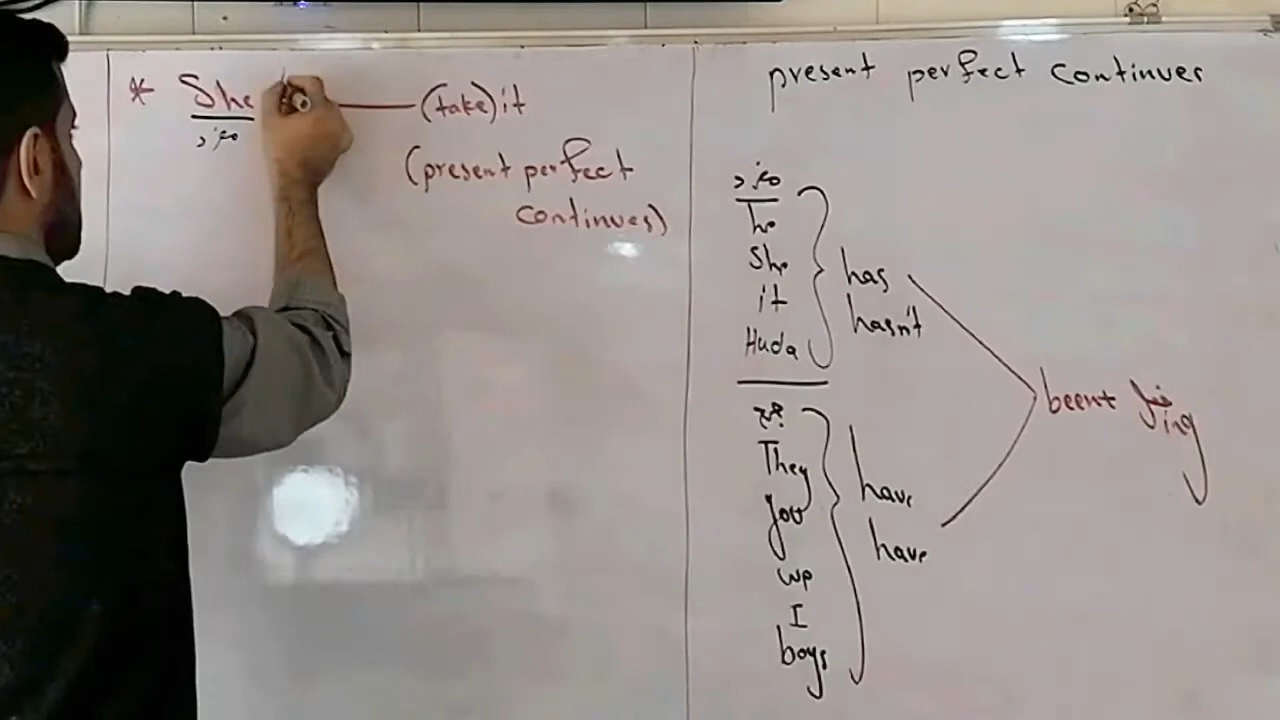 * She (take) it
مفرد
(present perfect
continues)
present perfect continues
مفرد
he
She
it
Huda
has
hasn't
جمع
They
you
we
I
boys
have
have
been+ فعل
ing